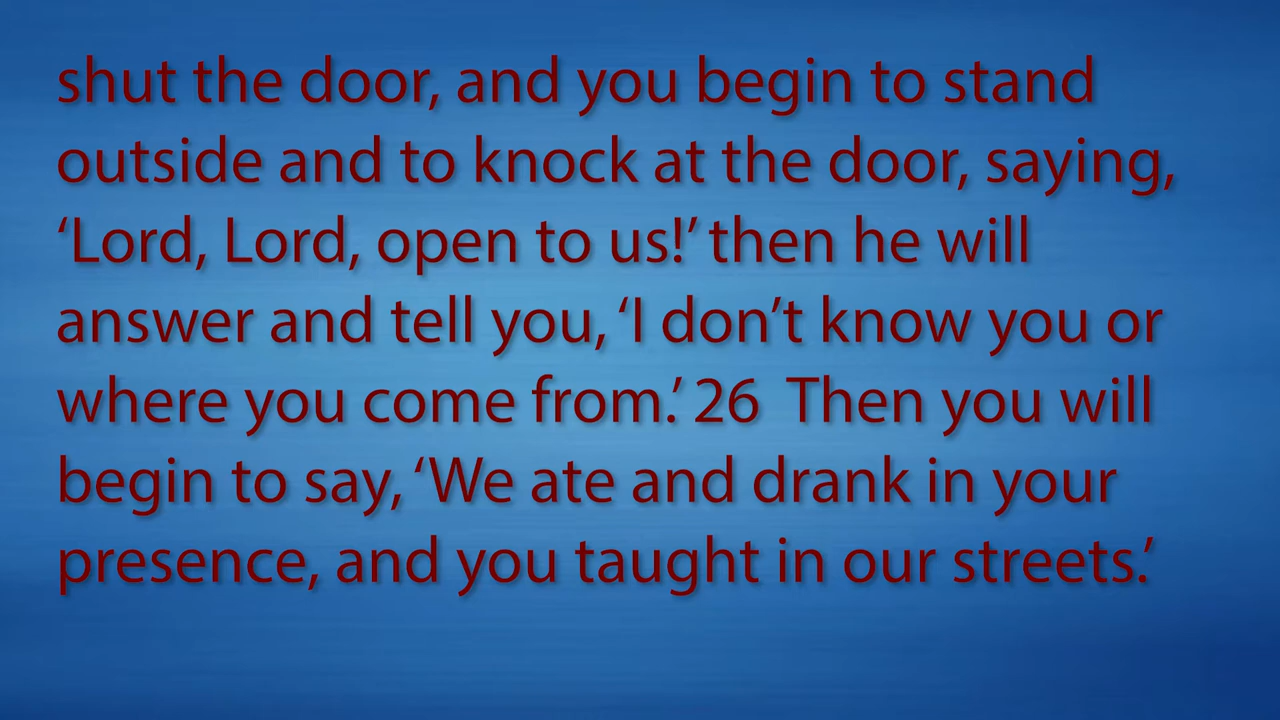 shut the door, and you begin to stand
outside and to knock at the door, saying,
‘Lord, Lord, open to us!’ then he will
answer and tell you, ‘I don’t know you or
where you come from.’ 26  Then you will
begin to say, ‘We ate and drank in your
presence, and you taught in our streets.’